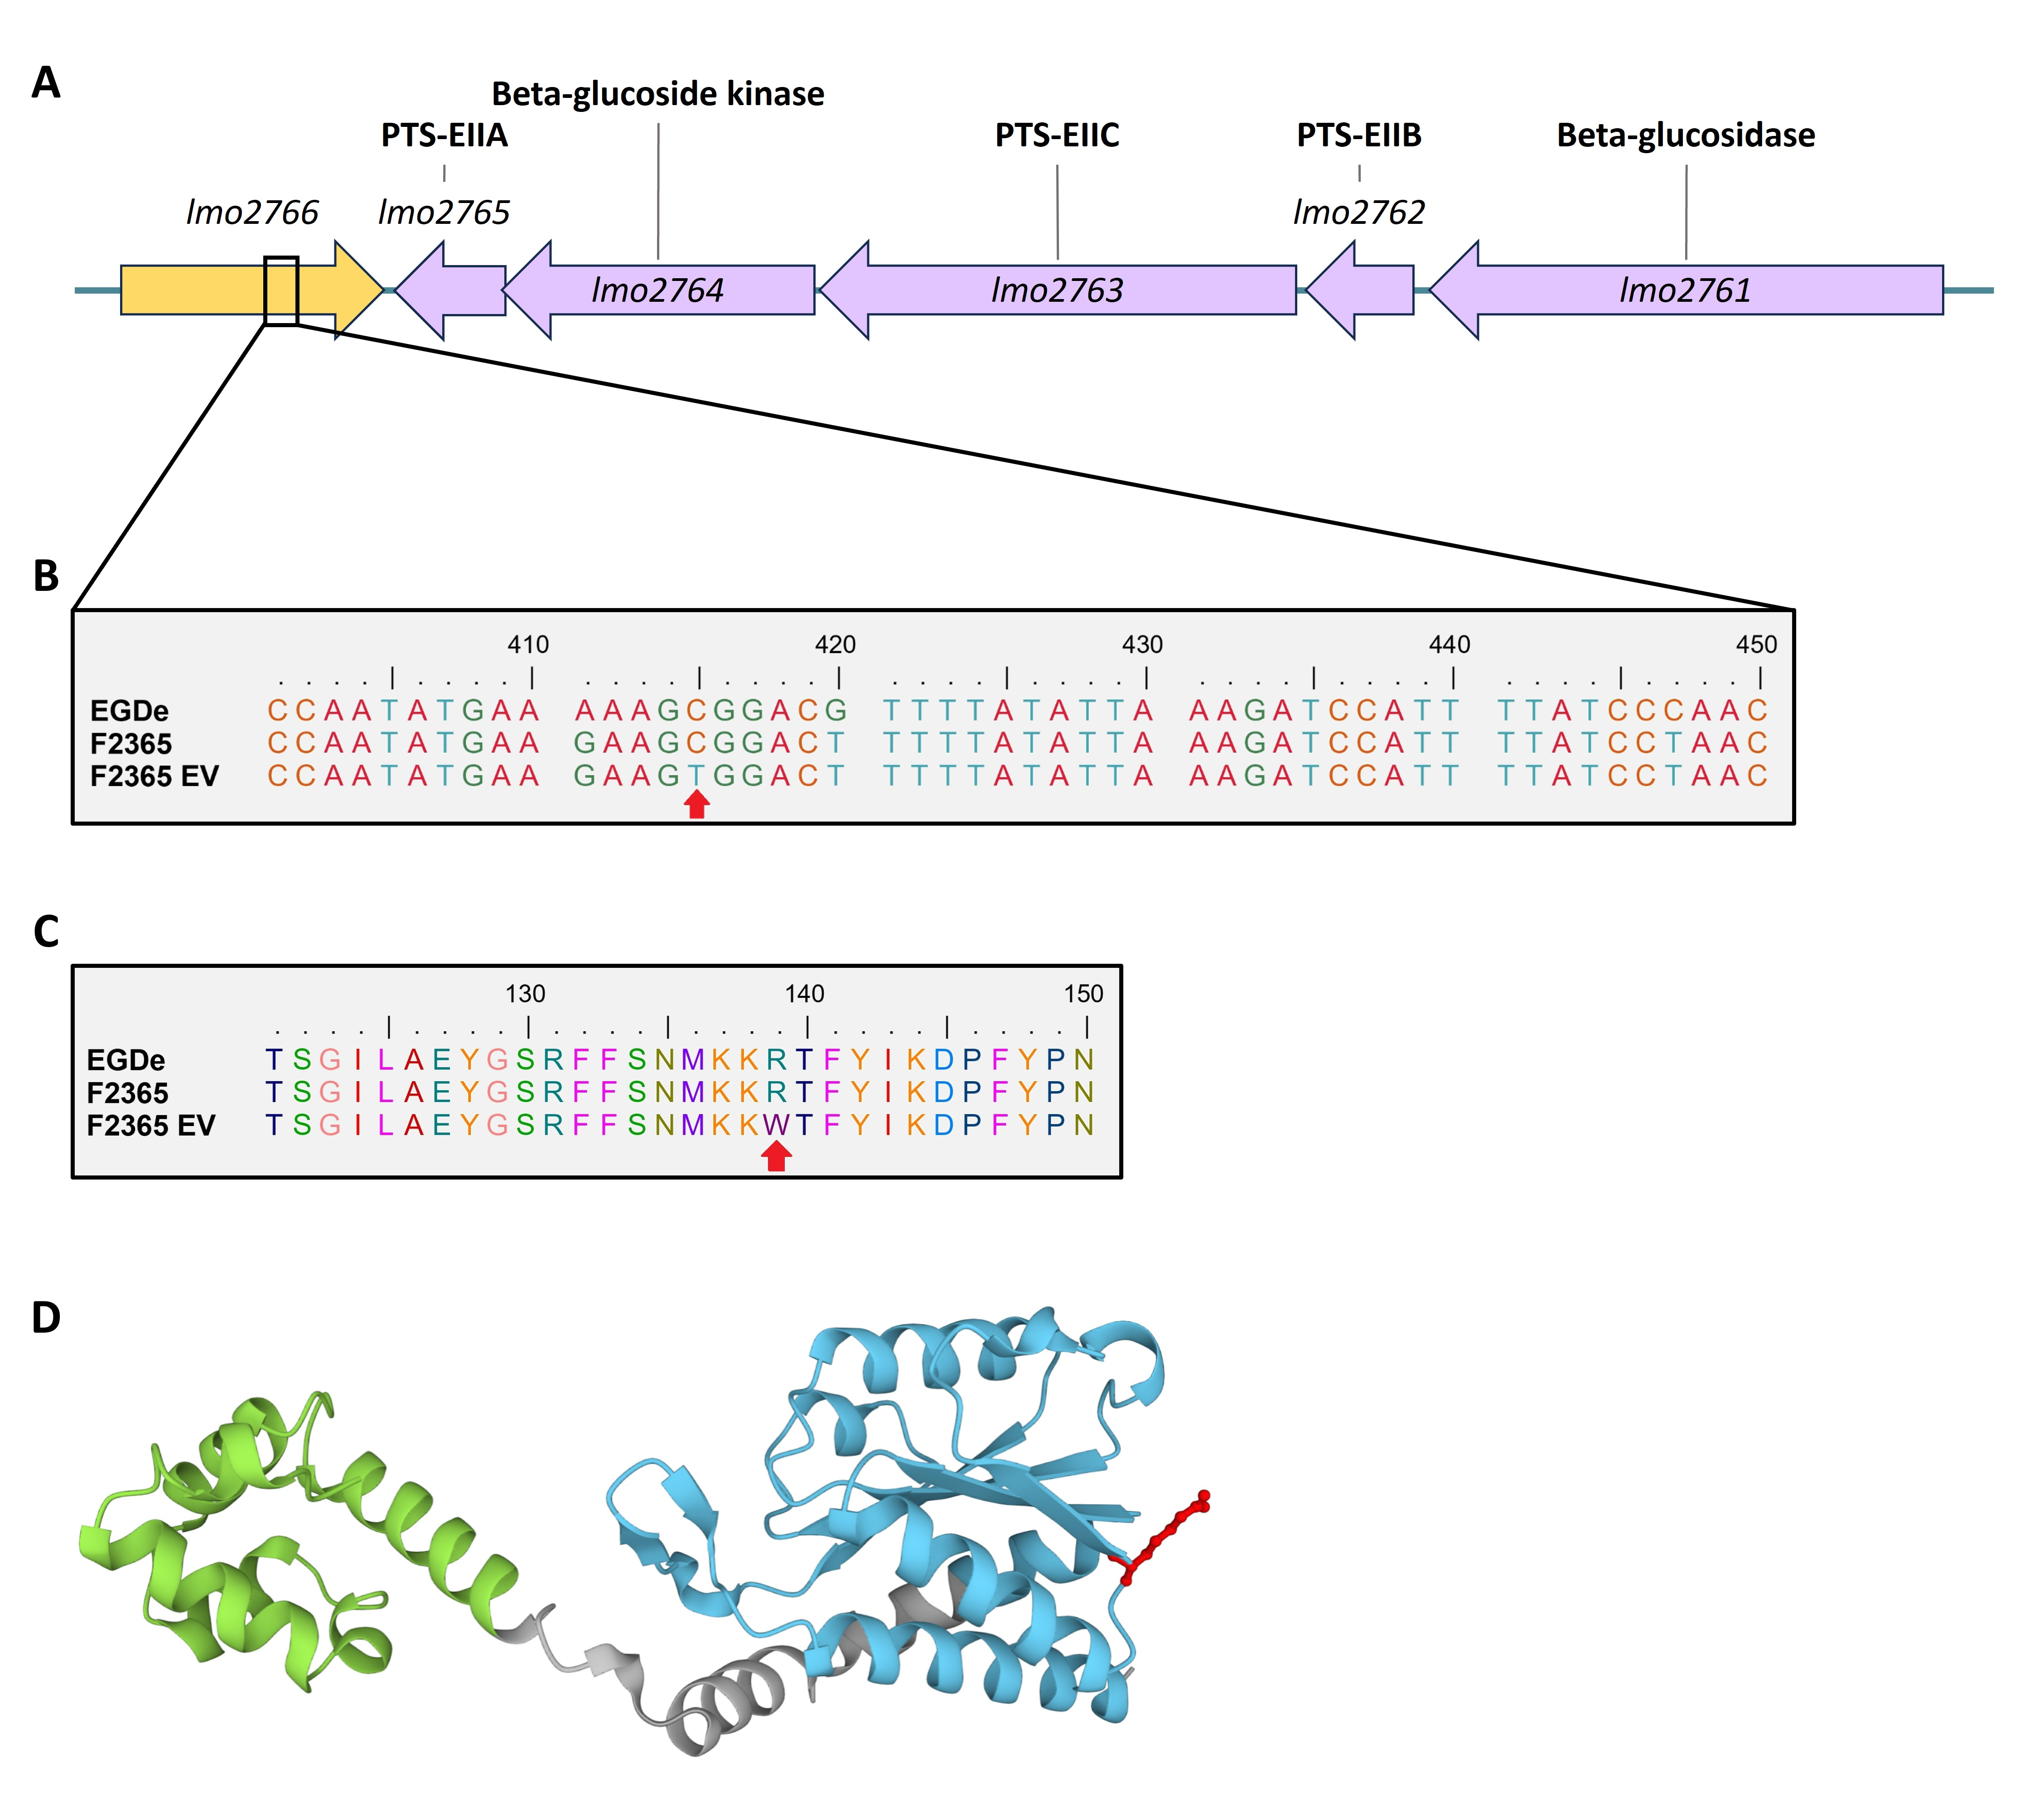 A
Beta-glucoside kinase
PTS-EIIA PTS-EIIC PTS-EIIB Beta-glucosidase
lmo2766 lmo2765 lmo2762
lmo2764 lmo2763 lmo2761
B
410 420 430 440 450
EGDe CCAATATGAA AAAGCGGACG TTTTATATTA AAGATCCATT TTATCCCAAC
F2365 CCAATATGAA GAAGCGGACT TTTTATATTA AAGATCCATT TTATCCTAAC
F2365 EV CCAATATGAA GAAGTGGACT TTTTATATTA AAGATCCATT TTATCCTAAC
C
130 140 150
EGDe TSGILAEYGSRFFSNMKKRTFYIKDPFYPN
F2365 TSGILAEYGSRFFSNMKKRTFYIKDPFYPN
F2365 EV TSGILAEYGSRFFSNMKKWTFYIKDPFYPN
D